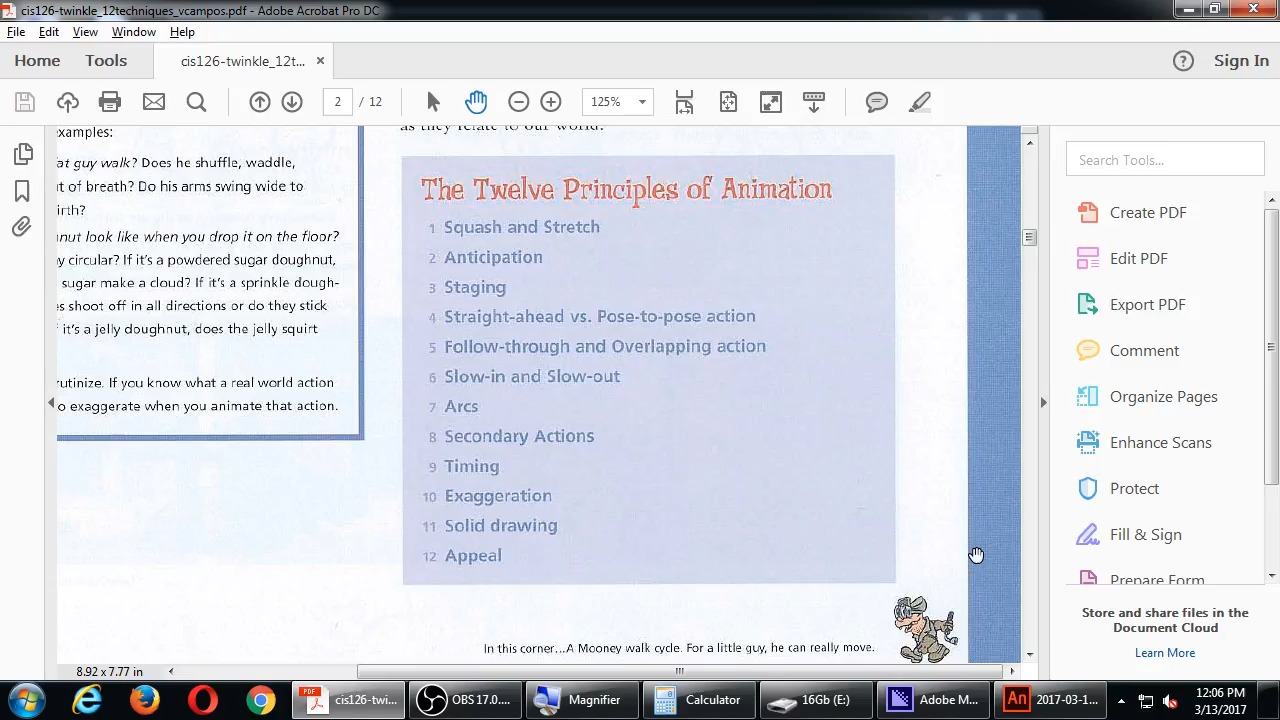 cis126-twinkle_12techniques_vcampos.pdf - Adobe Acrobat Pro DC
File Edit View Window Help
Home Tools cis126-twinkle_12t... × Sign In
2 / 12 125%
examples:
as they relate to our world.
at guy walk? Does he shuffle, waddle,
t of breath? Do his arms swing wide to
irth?
nut look like when you drop it on the floor?
y circular? If it's a powdered sugar doughnut,
sugar make a cloud? If it's a sprinkle dough-
s shoot off in all directions or do they stick
it's a jelly doughnut, does the jelly squirt
rutinize. If you know what a real world action
o exaggerate when you animate that action.
The Twelve Principles of Animation
1 Squash and Stretch
2 Anticipation
3 Staging
4 Straight-ahead vs. Pose-to-pose action
5 Follow-through and Overlapping action
6 Slow-in and Slow-out
7 Arcs
8 Secondary Actions
9 Timing
10 Exaggeration
11 Solid drawing
12 Appeal
In this corner... A Mooney walk cycle. For a little guy, he can really move.
8.92 x 7.77 in
Search Tools...
Create PDF
Edit PDF
Export PDF
Comment
Organize Pages
Enhance Scans
Protect
Fill & Sign
Prepare Form
Store and share files in the
Document Cloud
Learn More
cis126-twi... OBS 17.0.... Magnifier Calculator 16Gb (E:) Adobe M... An 2017-03-1... 12:06 PM
3/13/2017